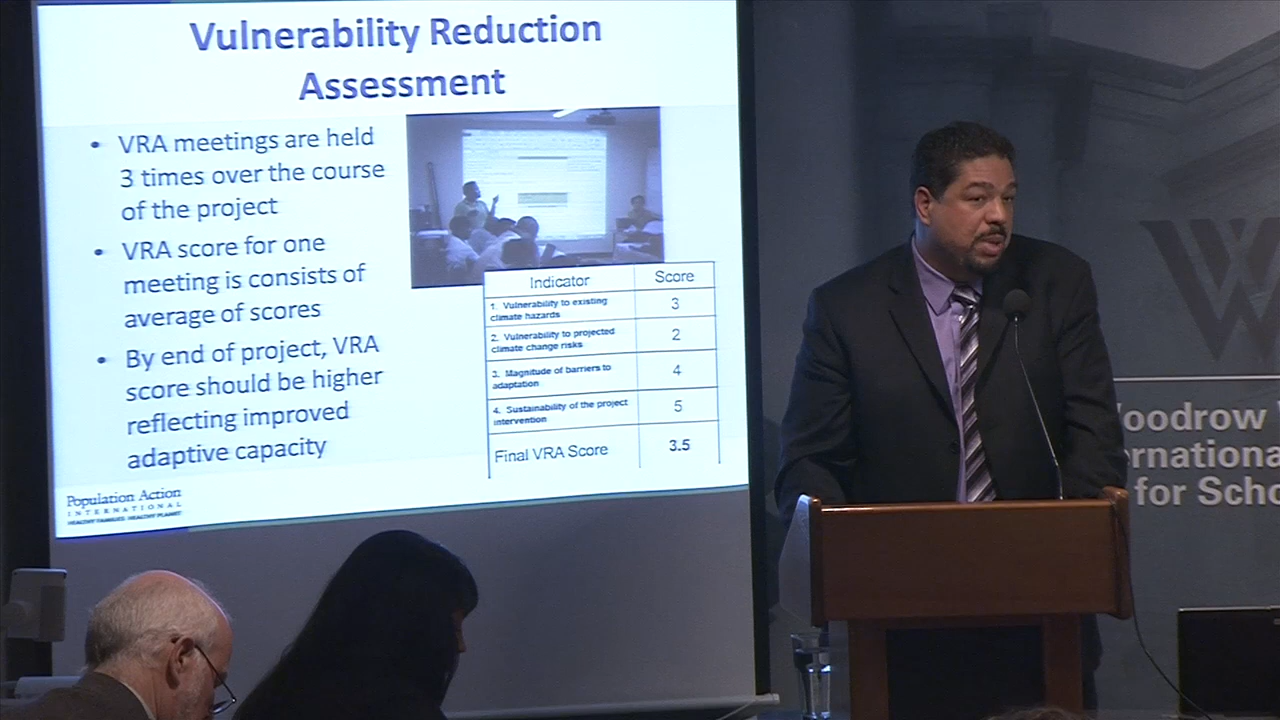 Vulnerability Reduction
Assessment
• VRA meetings are held
3 times over the course
of the project
• VRA score for one
meeting is consists of
average of scores
• By end of project, VRA
score should be higher
reflecting improved
adaptive capacity
Indicator Score
1. Vulnerability to existing
climate hazards 3
2. Vulnerability to projected
climate change risks 2
3. Magnitude of barriers to
adaptation 4
4. Sustainability of the project
intervention 5
Final VRA Score 3.5
Population Action
INTERNATIONAL
HEALTHY FAMILIES HEALTHY PLANET
W
oodrow
ernationa
for Scho